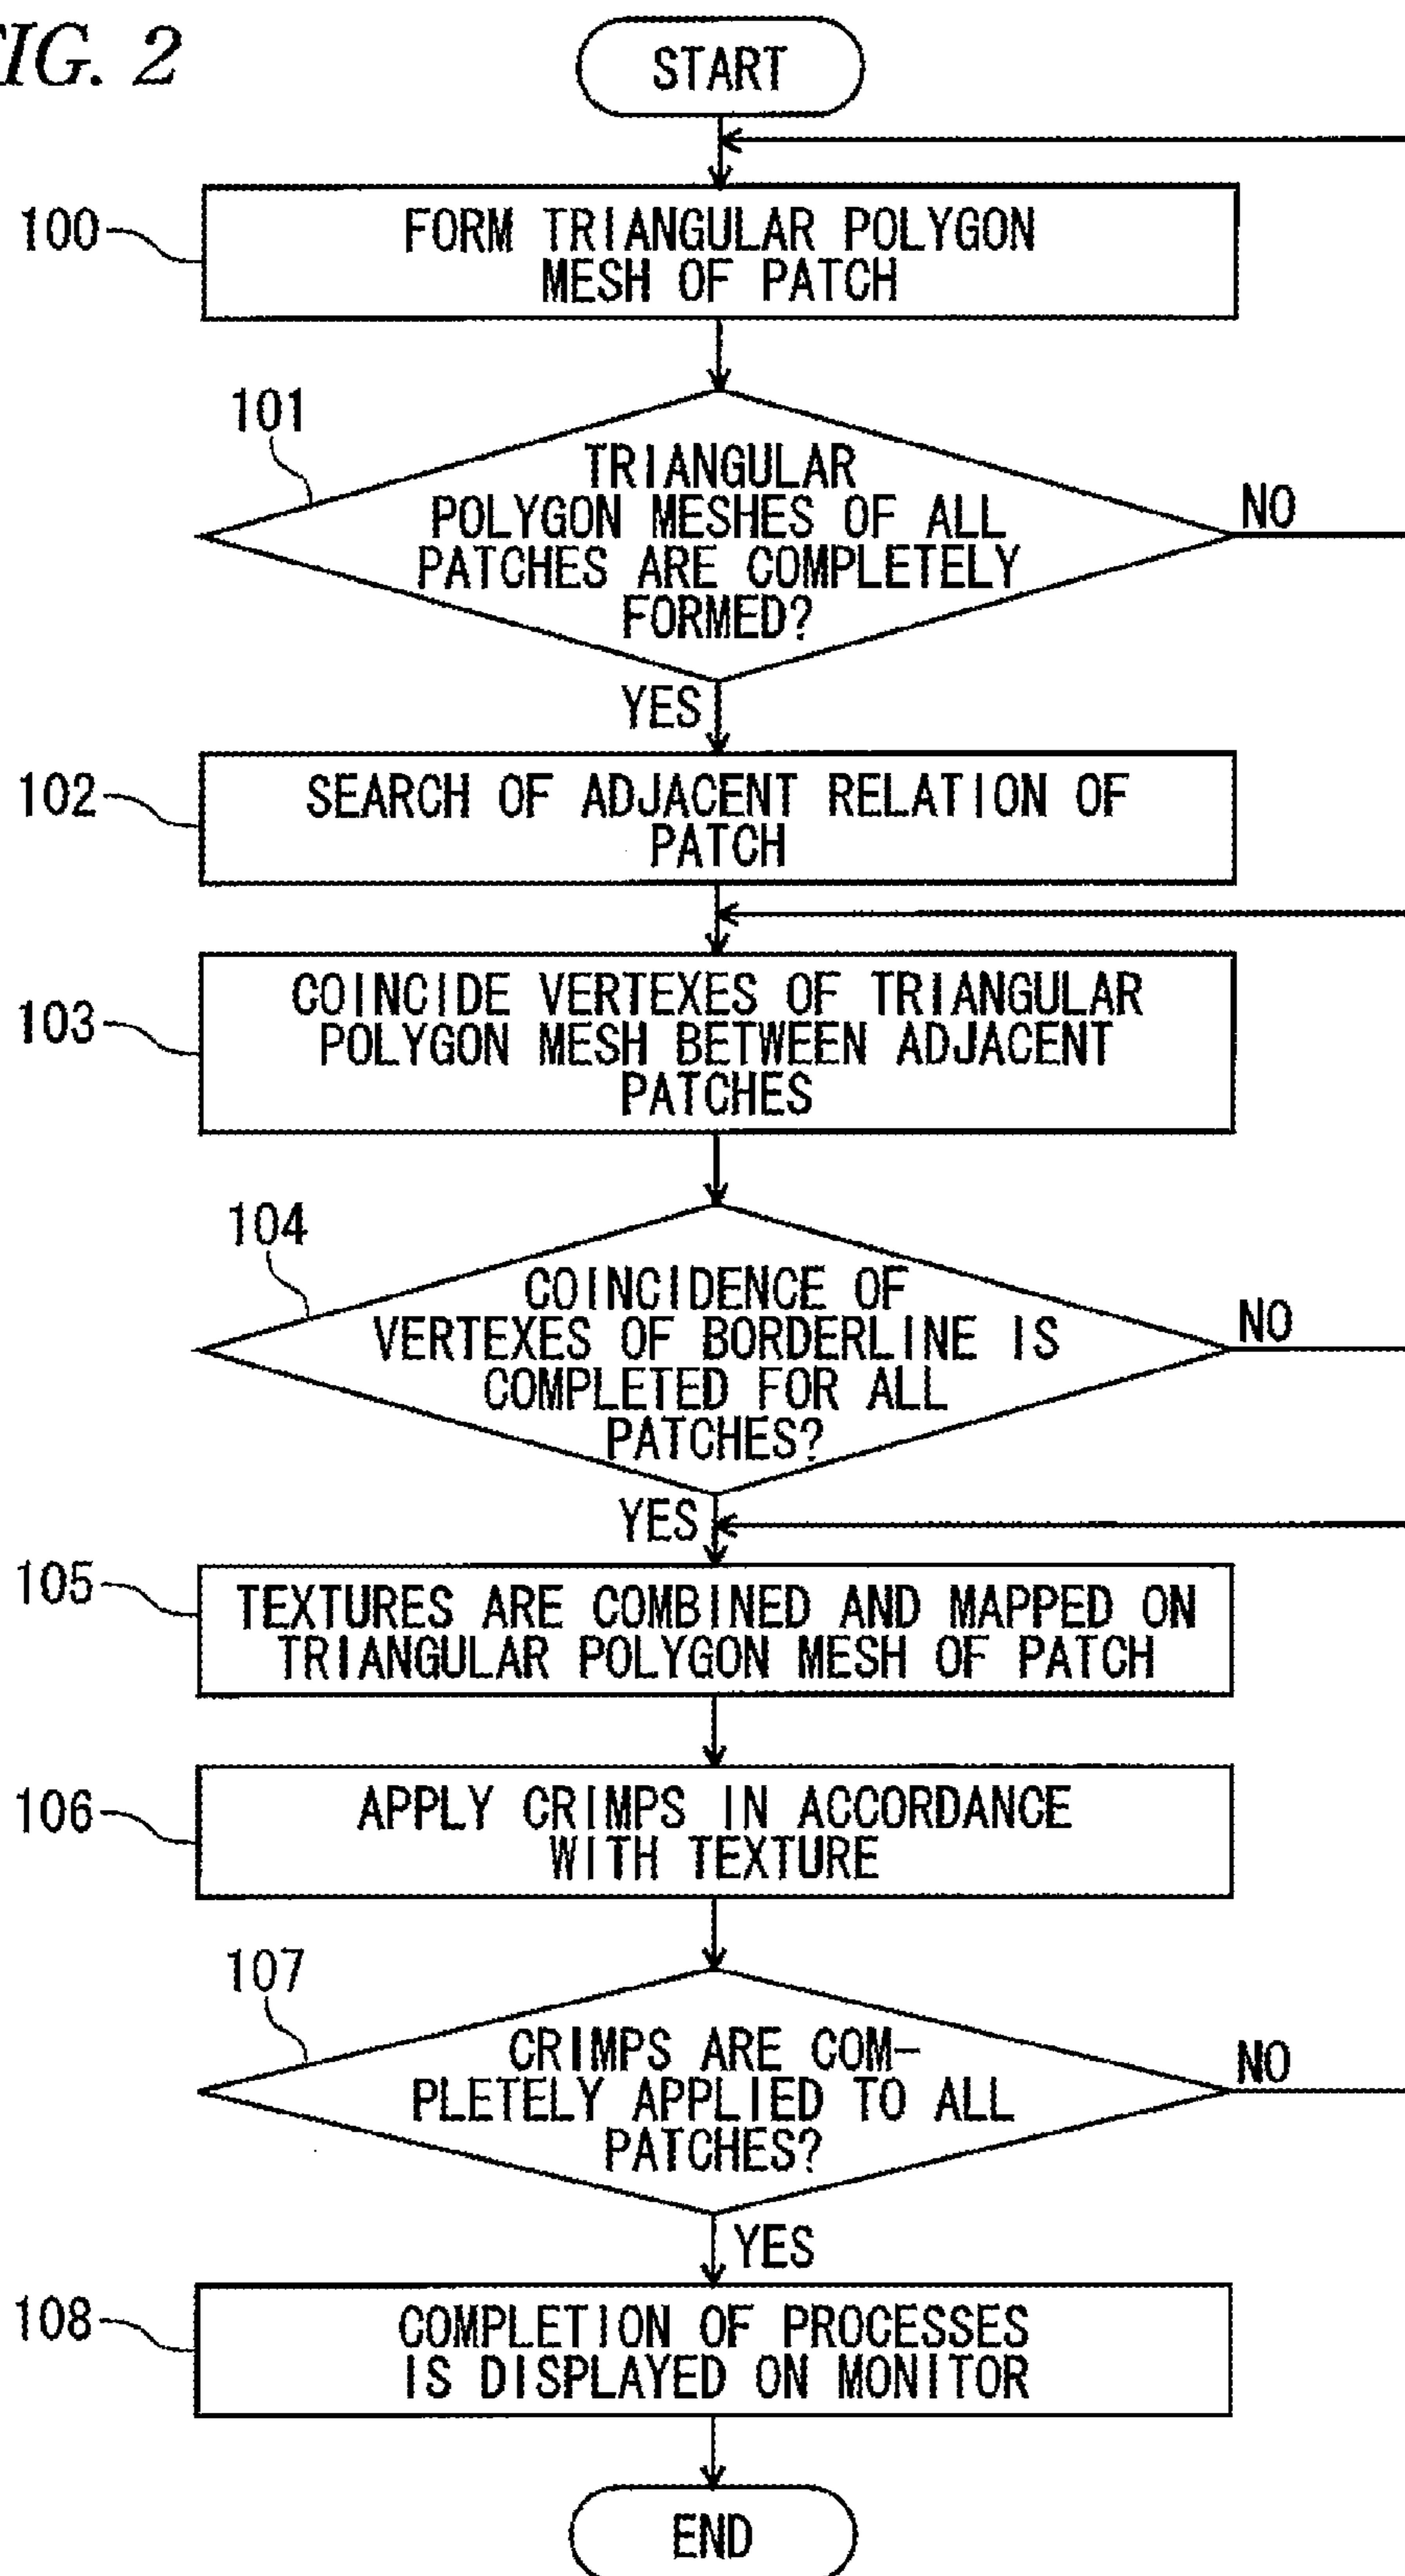 FIG. 2
START
100
FORM TRIANGULAR POLYGON
MESH OF PATCH
101
TRIANGULAR
POLYGON MESHES OF ALL
PATCHES ARE COMPLETELY
FORMED?
NO
YES
102
SEARCH OF ADJACENT RELATION OF
PATCH
103
COINCIDE VERTEXES OF TRIANGULAR
POLYGON MESH BETWEEN ADJACENT
PATCHES
104
COINCIDENCE OF
VERTEXES OF BORDERLINE IS
COMPLETED FOR ALL
PATCHES?
NO
YES
105
TEXTURES ARE COMBINED AND MAPPED ON
TRIANGULAR POLYGON MESH OF PATCH
106
APPLY CRIMPS IN ACCORDANCE
WITH TEXTURE
107
CRIMPS ARE COM-
PLETELY APPLIED TO ALL
PATCHES?
NO
YES
108
COMPLETION OF PROCESSES
IS DISPLAYED ON MONITOR
END